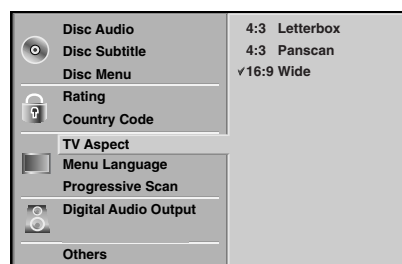 Disc Audio
Disc Subtitle
Disc Menu
Rating
Country Code
TV Aspect
Menu Language
Progressive Scan
Digital Audio Output
Others
4:3 Letterbox
4:3 Panscan
✓16:9 Wide